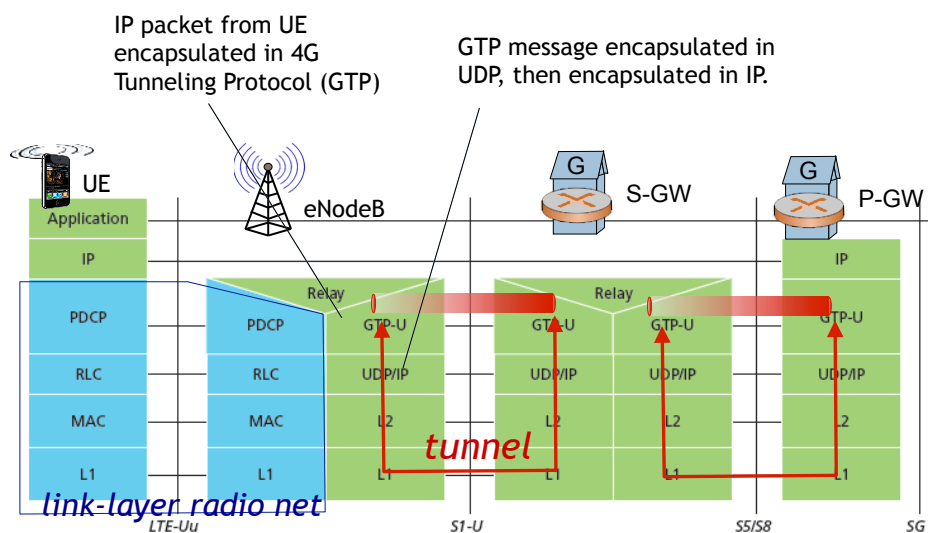 IP packet from UE
encapsulated in 4G
Tunneling Protocol (GTP)
GTP message encapsulated in
UDP, then encapsulated in IP.
UE
eNodeB
G
S-GW
G
P-GW
Application
IP
IP
Relay
Relay
PDCP
PDCP
GTP-U
GTP-U
GTP-U
GTP-U
RLC
RLC
UDP/IP
UDP/IP
UDP/IP
UDP/IP
MAC
MAC
L2
L2
L2
L2
tunnel
L1
L1
L1
L1
L1
L1
link-layer radio net
LTE-Uu
S1-U
S5/S8
SG